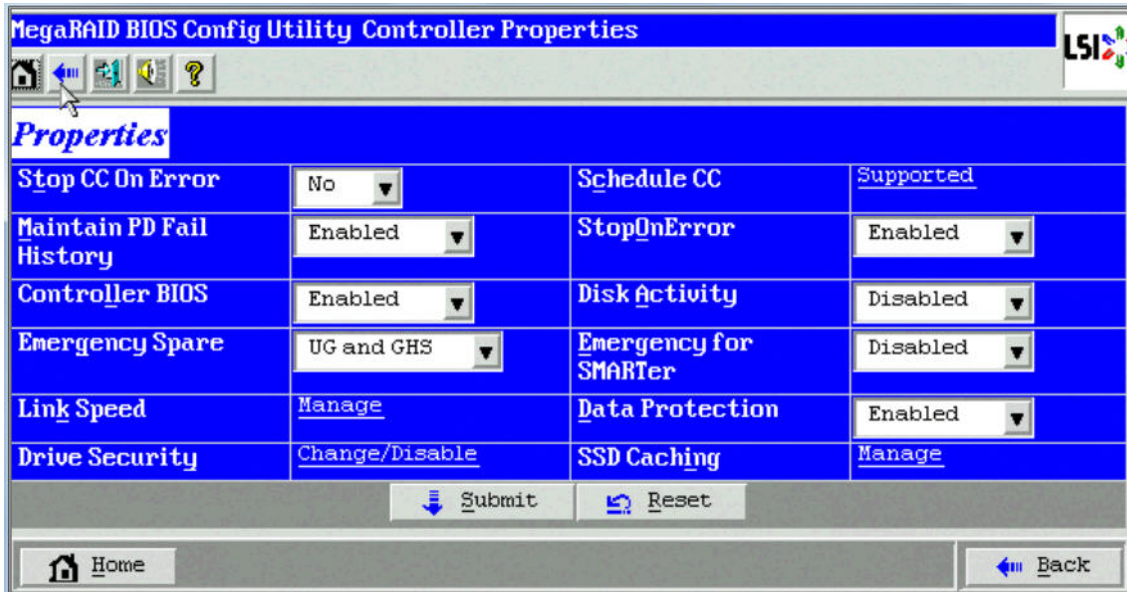 MegaRAID BIOS Config Utility Controller Properties
LSI
Properties
Stop CC On Error
No
Schedule CC
Supported
Maintain PD Fail
History
Enabled
StopOnError
Enabled
Controller BIOS
Enabled
Disk Activity
Disabled
Emergency Spare
UG and GHS
Emergency for
SMARTer
Disabled
Link Speed
Manage
Data Protection
Enabled
Drive Security
Change/Disable
SSD Caching
Manage
Submit
Reset
Home
Back